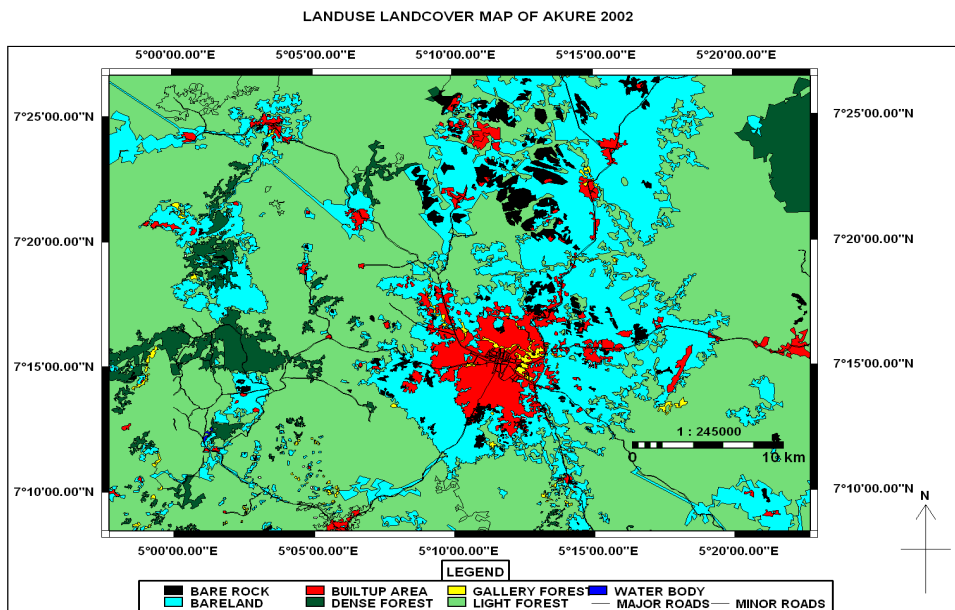 LANDUSE LANDCOVER MAP OF AKURE 2002
5°00'00.00"E 5°05'00.00"E 5°10'00.00"E 5°15'00.00"E 5°20'00.00"E
7°25'00.00"N 7°25'00.00"N
7°20'00.00"N 7°20'00.00"N
7°15'00.00"N 7°15'00.00"N
1 : 245000
0 10 km
7°10'00.00"N 7°10'00.00"N
N
5°00'00.00"E 5°05'00.00"E 5°10'00.00"E 5°15'00.00"E 5°20'00.00"E
LEGEND
BARE ROCK BUILTUP AREA GALLERY FOREST WATER BODY
BARELAND DENSE FOREST LIGHT FOREST MAJOR ROADS MINOR ROADS